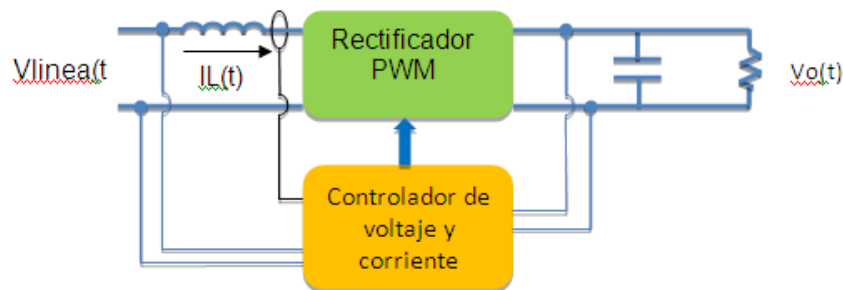 Rectificador
PWM
Vlinea(t
IL(t)
Vo(t)
Controlador de
voltaje y
corriente